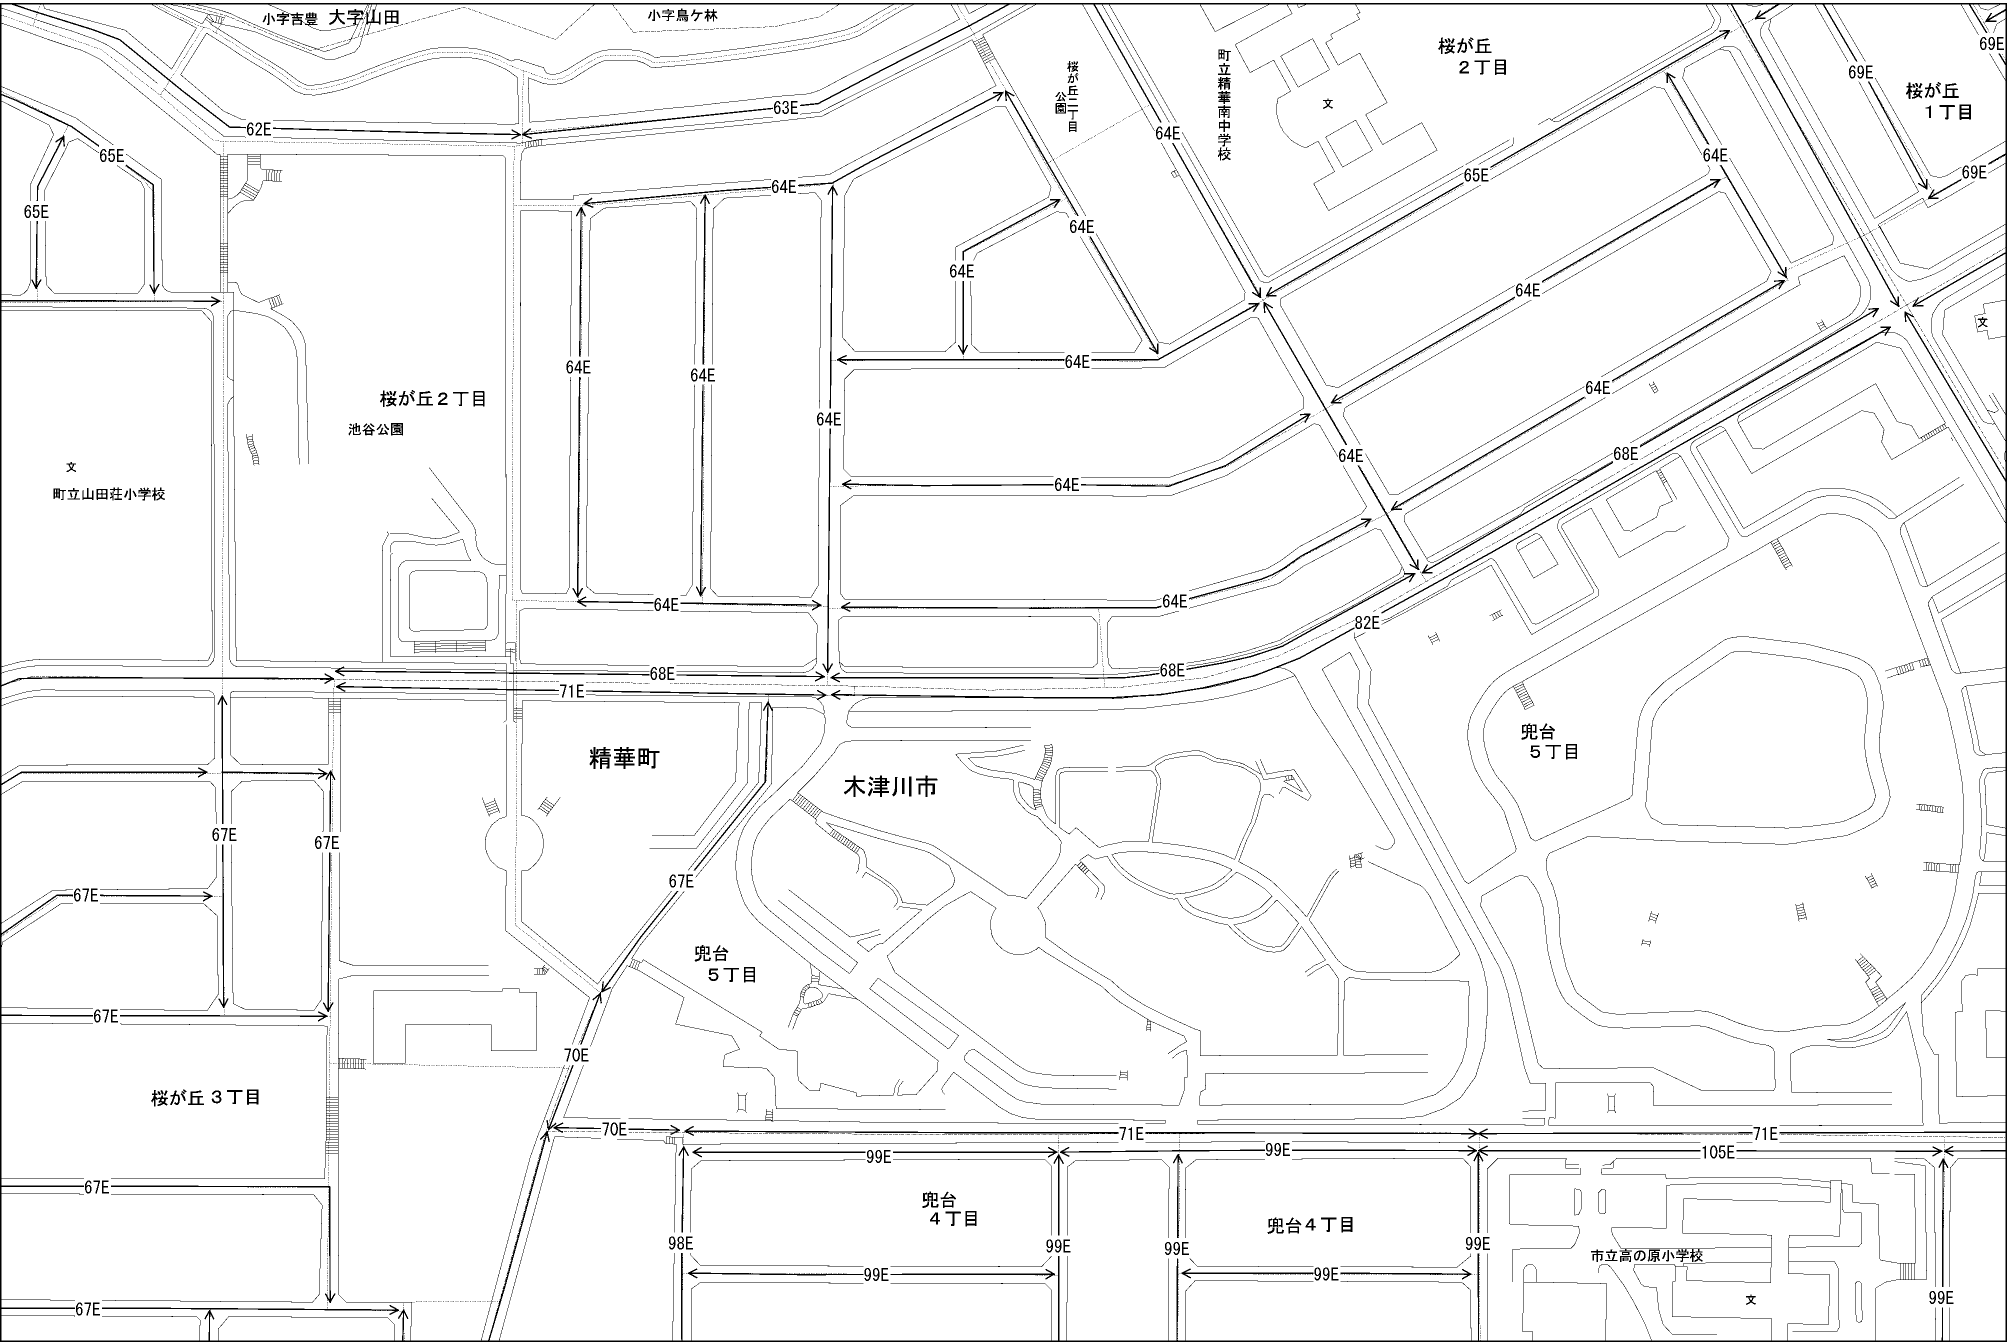 小字吉豊
大字山田
小字鳥ケ林
桜が丘
２丁目
69E
69E
桜が丘
１丁目
桜が丘二丁目
公園
町立精華南中学校
文
62E
63E
64E
65E
65E
64E
65E
64E
69E
65E
64E
64E
64E
64E
文
64E
64E
64E
64E
桜が丘２丁目
64E
64E
池谷公園
64E
68E
文
町立山田荘小学校
64E
64E
64E
82E
68E
68E
71E
兜台
５丁目
精華町
木津川市
67E
67E
67E
67E
兜台
５丁目
67E
70E
桜が丘３丁目
70E
71E
71E
99E
99E
105E
67E
兜台
４丁目
兜台４丁目
98E
99E
99E
99E
市立高の原小学校
99E
99E
文
99E
67E